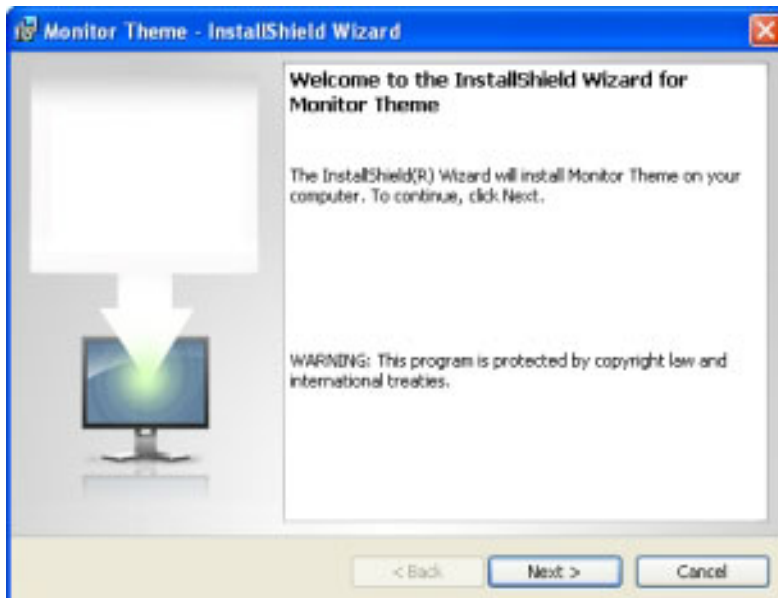 Monitor Theme - InstallShield Wizard
Welcome to the InstallShield Wizard for
Monitor Theme
The InstallShield(R) Wizard will install Monitor Theme on your
computer. To continue, click Next.
WARNING: This program is protected by copyright law and
international treaties.
< Back
Next >
Cancel